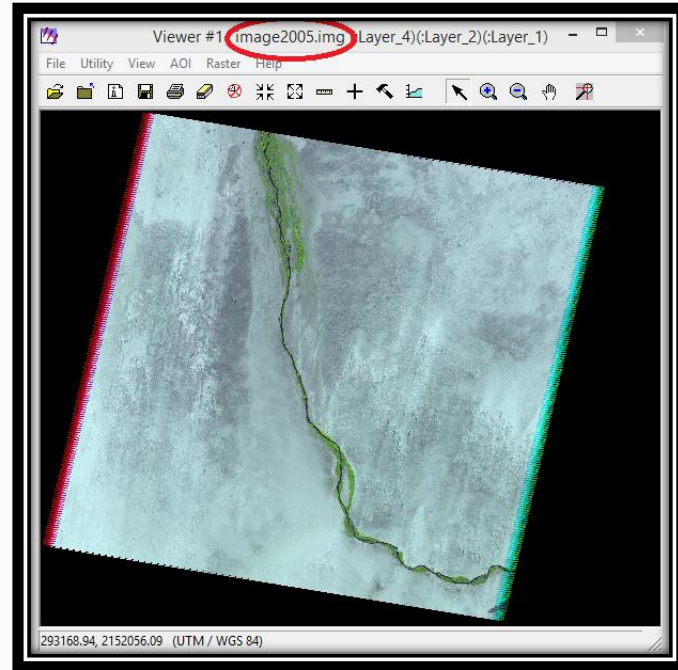 Viewer #1 image2005.img :Layer_4)(:Layer_2)(:Layer_1)
File Utility View AOI Raster Help
293168.94, 2152056.09 (UTM / WGS 84)